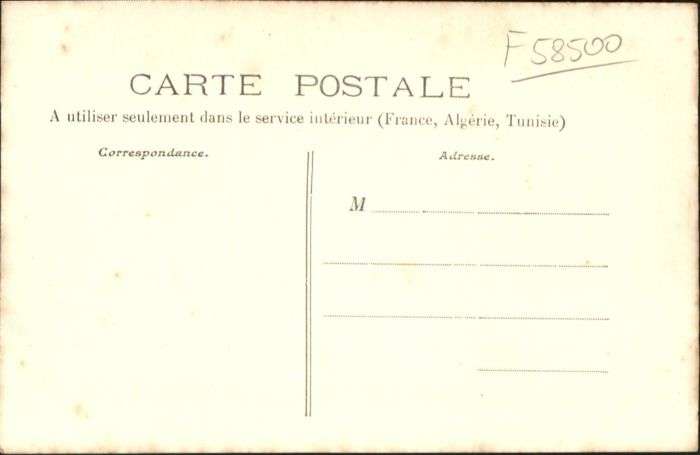 F58500
CARTE POSTALE
A utiliser seulement dans le service intérieur (France, Algérie, Tunisie)
Correspondance.
Adresse.
M